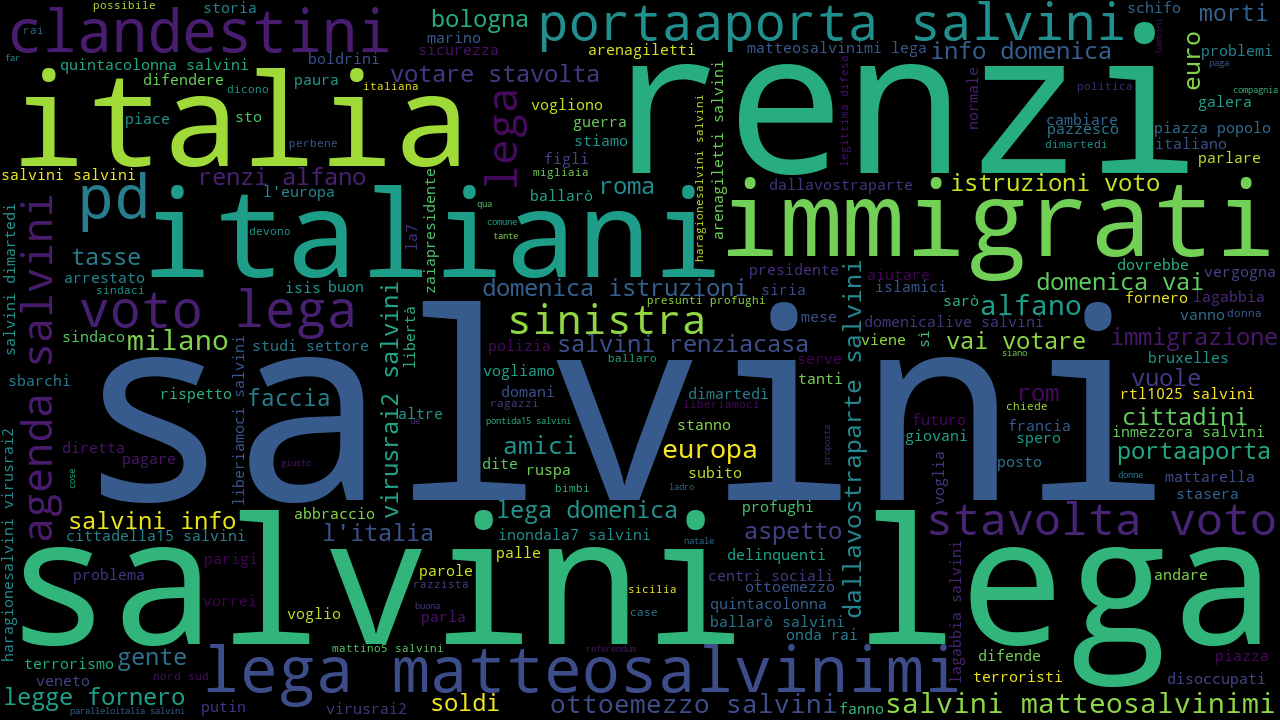 possibile
storia
rai
clandestini
bologna
portaaporta salvini
schifo
morti
marino
sicurezza
arenagiletti
matteosalvinimi lega
info domenica
problemi
far
quintacolonna salvini
boldrini
difendere
dicono
paura
italiana
votare stavolta
italia
renzi
lega
vogliono
euro
paga
compagnia
galera
politica
normale
legittima difesa
piace
sto
guerra
stiamo
cambiare
pazzesco
piazza popolo
dimartedi
italiano
perbene
figli
parlare
migliaia
salvini salvini
renzi alfano
pd
l'europa
qua
ballarò
roma
dallavostraparte
istruzioni voto
arenagiletti salvini
haragionesalvini salvini
italiani
immigrati
zaiapresidente
la7
comune
tante
devono
tasse
arrestato
sindaci
isis
buon
presidente
aiutare
islamici
dovrebbe
vergogna
domenica vai
siria
domenica istruzioni
presunti profughi
fornero
lagabbia
sarò
alfano
vanno
donna
salvini dimartedi
agenda salvini
voto lega
sinistra
mese
domenicalive salvini
sindaco
milano
studi settore
libertà
polizia
salvini renziacasa
viene
sì
vai votare
immigrazione
ballaro
serve
siano
bruxelles
sbarchi
vogliamo
tanti
vuole
rispetto
faccia
domaní
dimartedì
rom
rtl1025 salvini
ragazzi
liberiamoci
chiede
altre
de
pontida15 salvini
stanno
futuro
francia
cittadini
giovani
spero
inmezzora salvini
diretta
pagare
amici
europa
portaaporta
liberiamoci salvini
virusrai2 salvini
dallavostraparte salvini
salvini
giusto
dite
ruspa
subito
proposta
voglia
posto
donne
mattarella
cose
bimbi
ladro
stasera
haragionesalvini virusrai2
abbraccio
lega domenica
profughi
salvini info
cittadella15 salvini
l'italia
inondala7 salvini
aspetto
stavolta voto
natale
palle
delinquenti
parigi
problema
parole
razzista
centri sociali
andare
sicilia
ottoemezzo
vorrei
voglio
buona
parla
case
quintacolonna
ballarò salvini
onda rai
salvini
lega
lagabbia salvini
mattino5 salvini
referendum
terrorismo
gente
difende
piazza
veneto
nord sud
lega matteosalvinimi
terroristi
disoccupati
legge fornero
paralleloitalia salvini
putin
virusrai2
soldi
ottoemezzo salvini
fanno
salvini matteosalvinimi